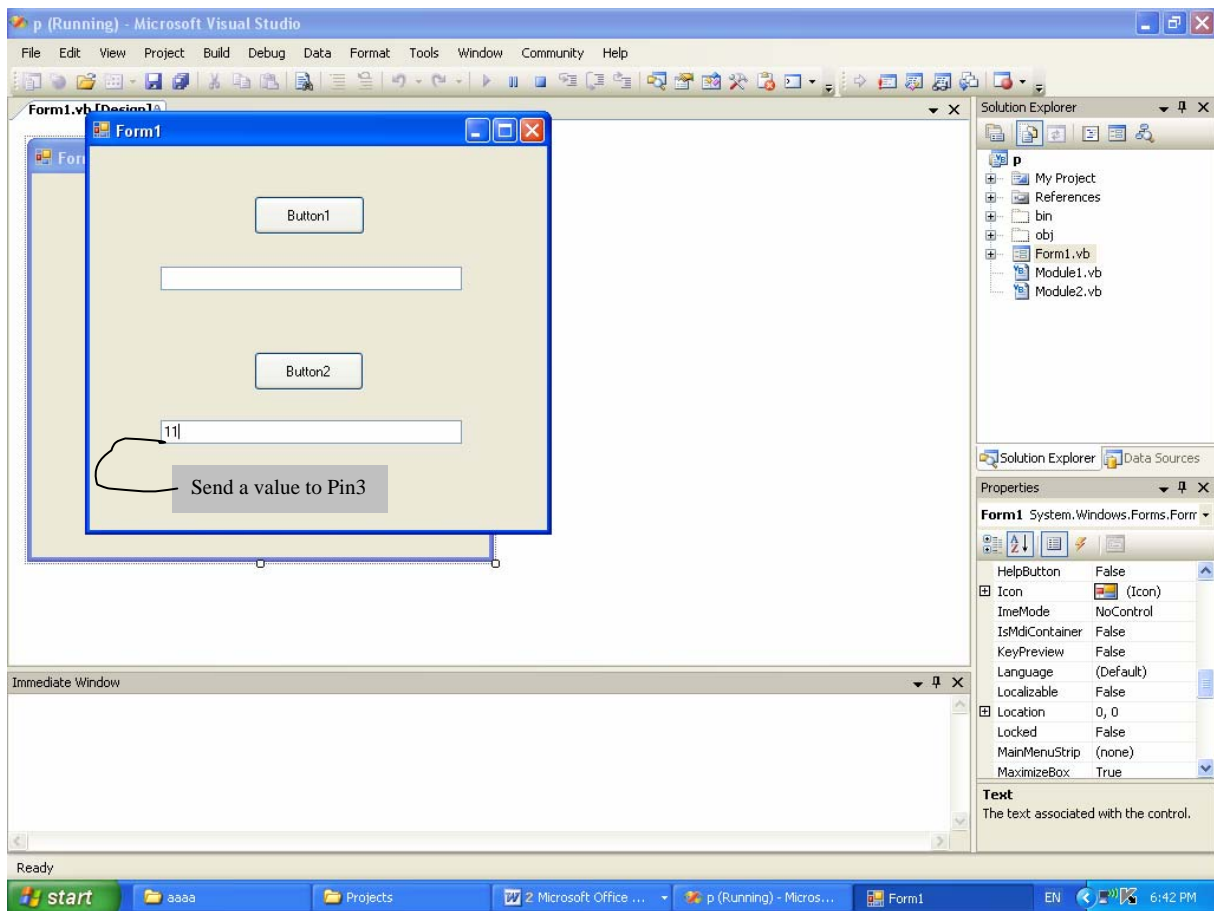 p (Running) - Microsoft Visual Studio
File Edit View Project Build Debug Data Format Tools Window Community Help
Form1.vb [Design]
Form1
Button1
Button2
11
Send a value to Pin3
Solution Explorer
p
My Project
References
bin
obj
Form1.vb
Module1.vb
Module2.vb
Solution Explorer Data Sources
Properties
Form1 System.Windows.Forms.Form
HelpButton False
Icon (Icon)
ImeMode NoControl
IsMdiContainer False
KeyPreview False
Language (Default)
Localizable False
Location 0, 0
Locked False
MainMenuStrip (none)
MaximizeBox True
Text
The text associated with the control.
Immediate Window
Ready
start aaaa Projects 2 Microsoft Office ... p (Running) - Micros... Form1 EN 6:42 PM